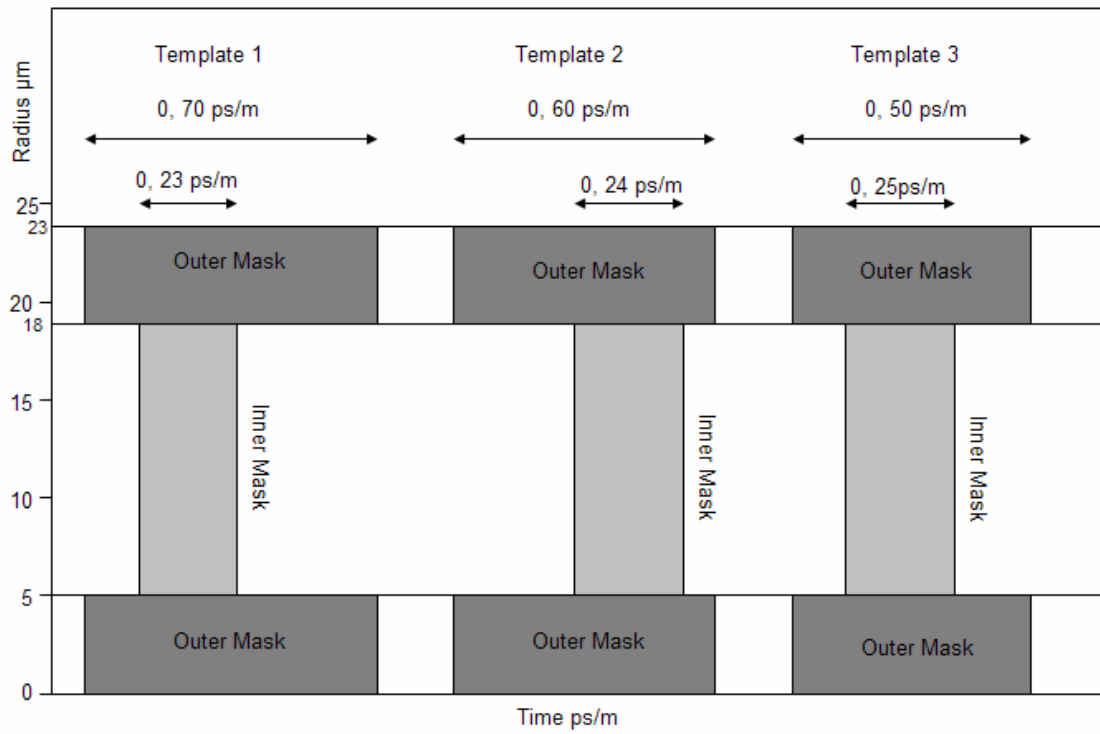 Template 1
Template 2
Template 3
0, 70 ps/m
0, 60 ps/m
0, 50 ps/m
0, 23 ps/m
0, 24 ps/m
0, 25ps/m
Radius µm
25
23
20
18
15
10
5
0
Outer Mask
Outer Mask
Outer Mask
Inner Mask
Inner Mask
Inner Mask
Outer Mask
Outer Mask
Outer Mask
Time ps/m